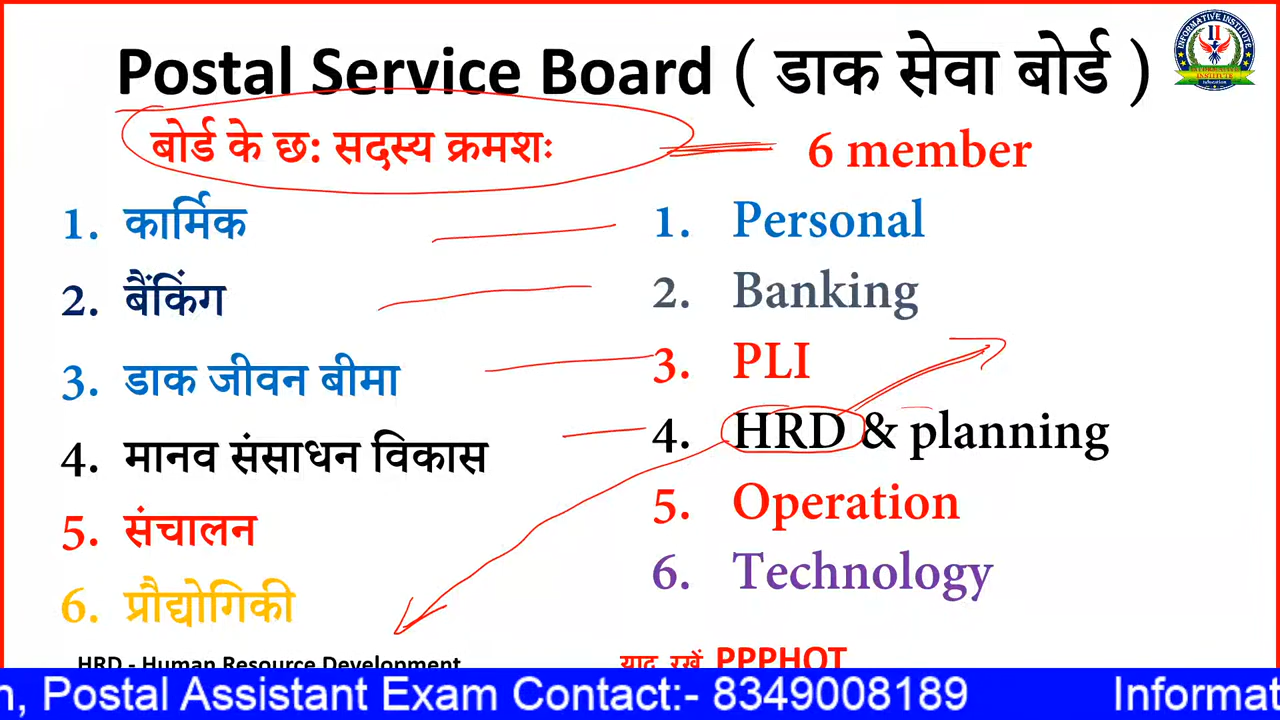 Postal Service Board ( डाक सेवा बोर्ड )
INFORMATIVE INSTITUTE
बोर्ड के छः सदस्य क्रमशः
6 member
1. कार्मिक
1. Personal
2. बैंकिंग
2. Banking
3. डाक जीवन बीमा
3. PLI
4. मानव संसाधन विकास
4. HRD & planning
5. संचालन
5. Operation
6. प्रौद्योगिकी
6. Technology
HRD - Human Resource Development
याद रखें PPPHOT
n, Postal Assistant Exam Contact:- 8349008189 Informat